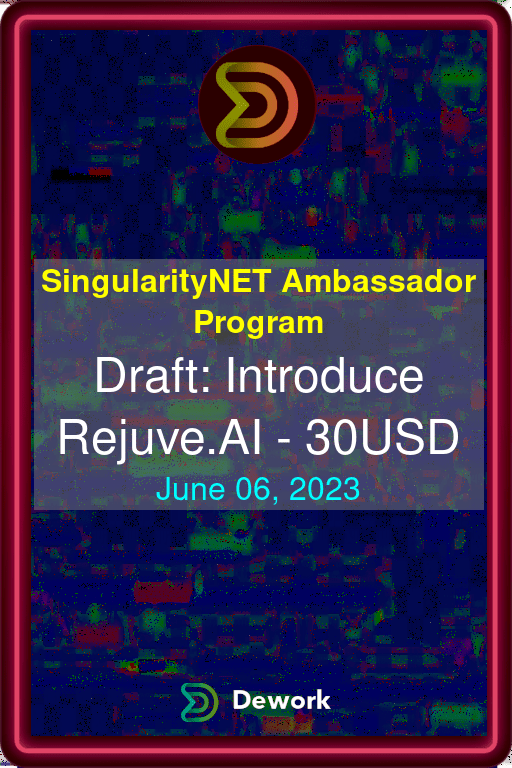 SingularityNET Ambassador
Program
Draft: Introduce
Rejuve.AI - 30USD
June 06, 2023
Dework